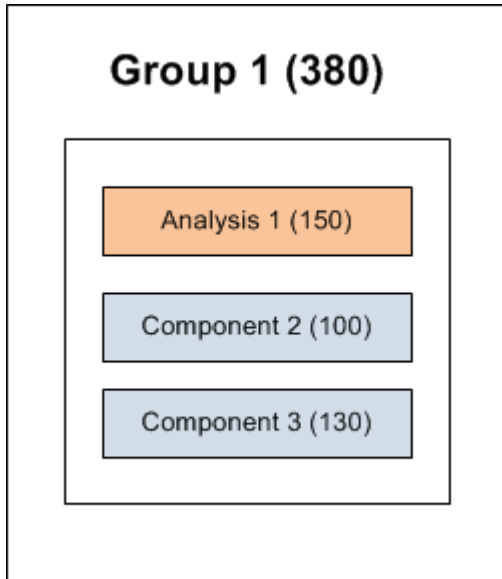 Group 1 (380)
Analysis 1 (150)
Component 2 (100)
Component 3 (130)